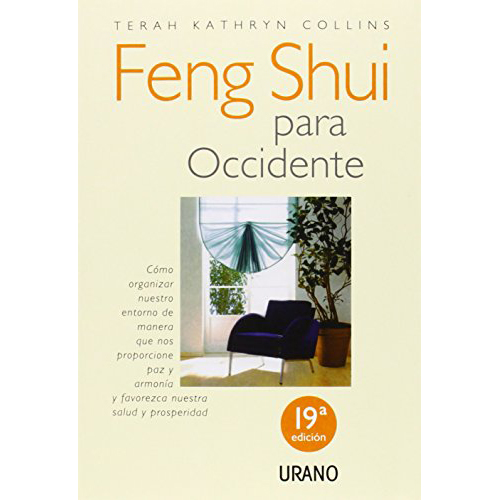 TERAH KATHRYN COLLINS
Feng Shui
para
Occidente
Cómo
organizar
nuestro
entorno de
manera
que nos
proporcione
paz y
armonía
y favorezca nuestra
salud y prosperidad
19ª
edición
URANO